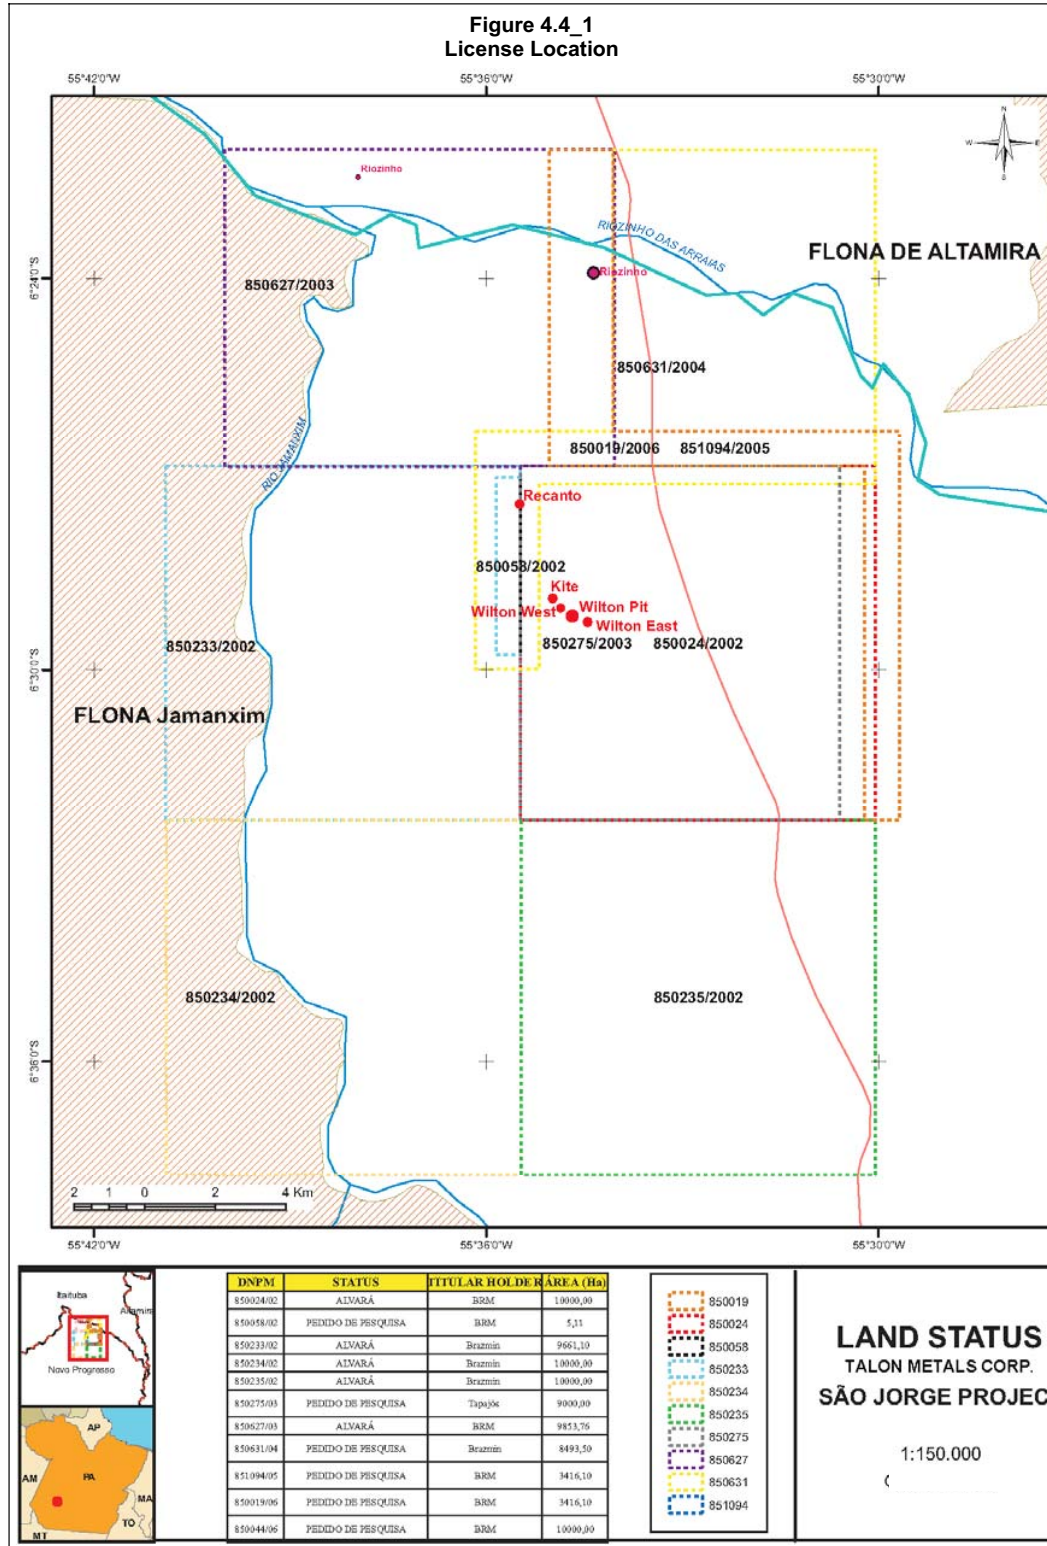 Figure 4.4_1
License Location
55°42'0"W
55°36'0"W
55°30'0"W
N
W
E
S
Riozinho
RIOZINHO DAS ARRAIAS
FLONA DE ALTAMIRA
6°24'0"S
Riozinho
850627/2003
850631/2004
RIO JAMANXIM
850019/2006
851094/2005
Recanto
850058/2002
Kite
Wilton West
Wilton Pit
Wilton East
850233/2002
850275/2003
850024/2002
6°30'0"S
FLONA Jamanxim
850234/2002
850235/2002
6°36'0"S
2 1 0 2 4 Km
55°42'0"W
55°36'0"W
55°30'0"W
Itaituba
Altamira
Novo Progresso
AP
AM
PA
MA
TO
MT
DNPM STATUS TITULAR HOLDER ÁREA (Ha)
850024/02 ALVARÁ BRM 10000,00
850058/02 PEDIDO DE PESQUISA BRM 5,11
850233/02 ALVARÁ Brazmin 9661,10
850234/02 ALVARÁ Brazmin 10000,00
850235/02 ALVARÁ Brazmin 10000,00
850275/03 PEDIDO DE PESQUISA Tapajós 9000,00
850627/03 ALVARÁ BRM 9853,76
850631/04 PEDIDO DE PESQUISA Brazmin 8493,50
851094/05 PEDIDO DE PESQUISA BRM 3416,10
850019/06 PEDIDO DE PESQUISA BRM 3416,10
850044/06 PEDIDO DE PESQUISA BRM 10000,00
850019
850024
850058
850233
850234
850235
850275
850627
850631
851094
LAND STATUS
TALON METALS CORP.
SÃO JORGE PROJEC
1:150.000